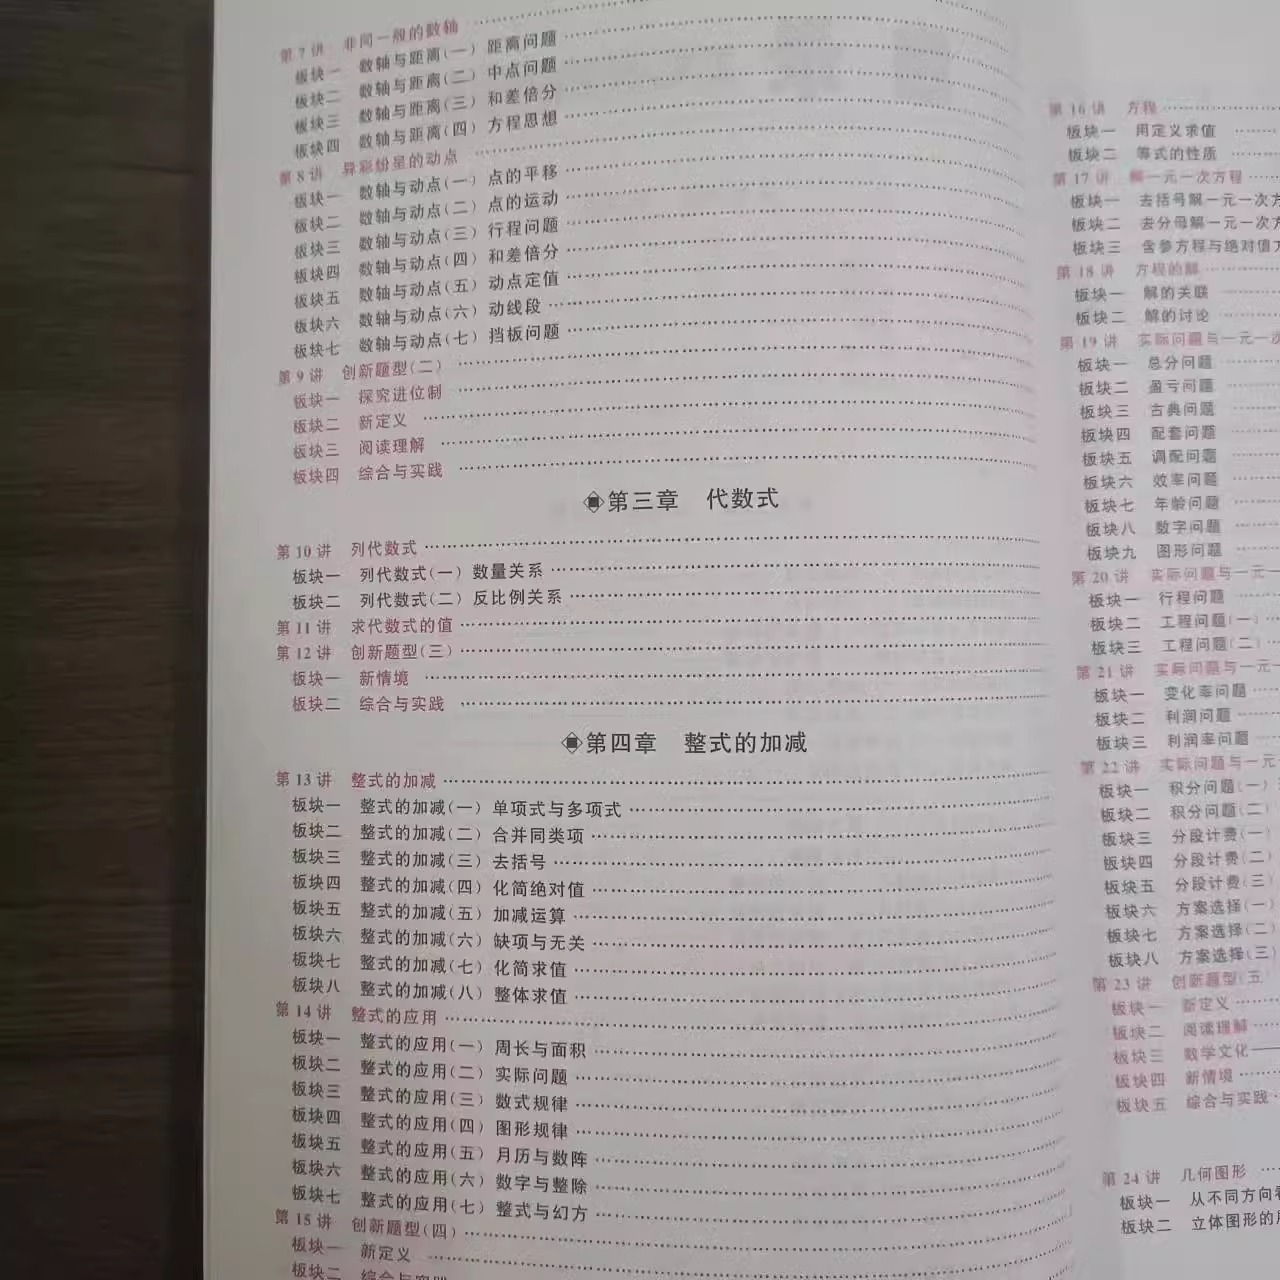 第 7 讲 非同一般的数轴
板块一 数轴与距离(一) 距离问题
板块二 数轴与距离(二) 中点问题
板块三 数轴与距离(三) 和差倍分
板块四 数轴与距离(四) 方程思想
第 8 讲 异彩纷呈的动点
板块一 数轴与动点(一) 点的平移
板块二 数轴与动点(二) 点的运动
板块三 数轴与动点(三) 行程问题
板块四 数轴与动点(四) 和差倍分
板块五 数轴与动点(五) 动点定值
板块六 数轴与动点(六) 动线段
板块七 数轴与动点(七) 挡板问题
第 9 讲 创新题型(二)
板块一 探究进位制
板块二 新定义
板块三 阅读理解
板块四 综合与实践
第三章 代数式
第 10 讲 列代数式
板块一 列代数式(一) 数量关系
板块二 列代数式(二) 反比例关系
第 11 讲 求代数式的值
第 12 讲 创新题型(三)
板块一 新情境
板块二 综合与实践
第四章 整式的加减
第 13 讲 整式的加减
板块一 整式的加减(一) 单项式与多项式
板块二 整式的加减(二) 合并同类项
板块三 整式的加减(三) 去括号
板块四 整式的加减(四) 化简绝对值
板块五 整式的加减(五) 加减运算
板块六 整式的加减(六) 缺项与无关
板块七 整式的加减(七) 化简求值
板块八 整式的加减(八) 整体求值
第 14 讲 整式的应用
板块一 整式的应用(一) 周长与面积
板块二 整式的应用(二) 实际问题
板块三 整式的应用(三) 数式规律
板块四 整式的应用(四) 图形规律
板块五 整式的应用(五) 月历与数阵
板块六 整式的应用(六) 数字与整除
板块七 整式的应用(七) 整式与幻方
第 15 讲 创新题型(四)
板块一 新定义
板块二 综合与实践
第 16 讲 方程
板块一 用定义求值
板块二 等式的性质
第 17 讲 解一元一次方程
板块一 去括号解一元一次方
板块二 去分母解一元一次方
板块三 含参方程与绝对值方
第 18 讲 方程的解
板块一 解的关联
板块二 解的讨论
第 19 讲 实际问题与一元一次
板块一 总分问题
板块二 盈亏问题
板块三 古典问题
板块四 配套问题
板块五 调配问题
板块六 效率问题
板块七 年龄问题
板块八 数字问题
板块九 图形问题
第 20 讲 实际问题与一元一
板块一 行程问题
板块二 工程问题(一)
板块三 工程问题(二)
第 21 讲 实际问题与一元一
板块一 变化率问题
板块二 利润问题
板块三 利润率问题
第 22 讲 实际问题与一元一
板块一 积分问题(一)
板块二 积分问题(二)
板块三 分段计费(一)
板块四 分段计费(二)
板块五 分段计费(三)
板块六 方案选择(一)
板块七 方案选择(二)
板块八 方案选择(三)
第 23 讲 创新题型(五
板块一 新定义
板块二 阅读理解
板块三 数学文化
板块四 新情境
板块五 综合与实践
第 24 讲 几何图形
板块一 从不同方向看
板块二 立体图形的